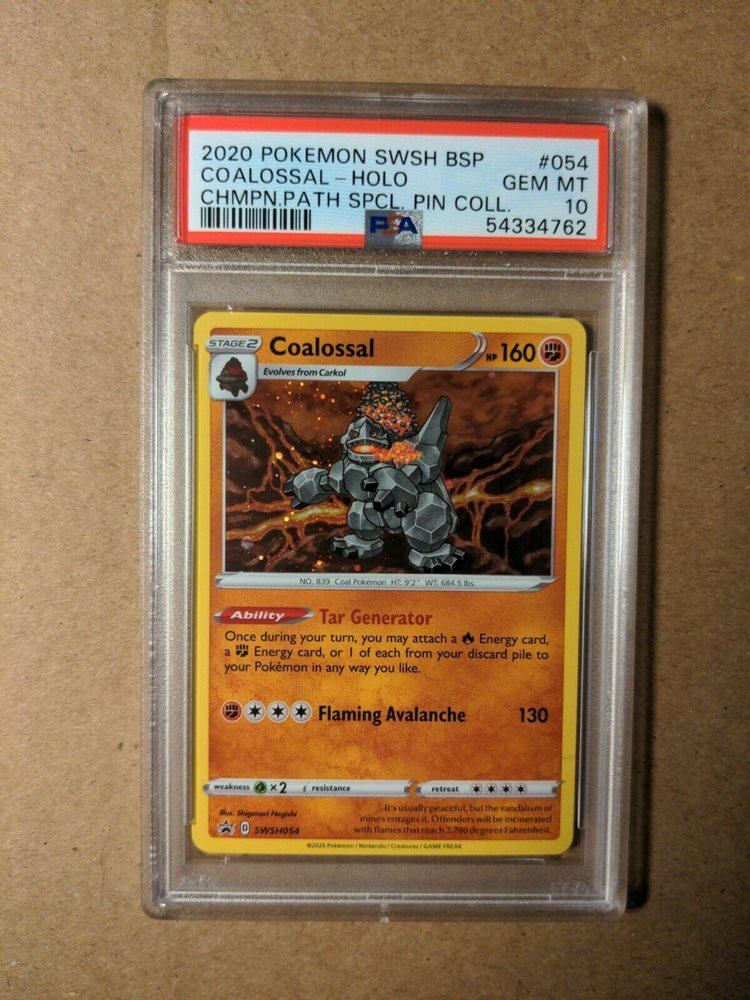 2020 POKEMON SWSH BSP #054
COALOSSAL - HOLO GEM MT
CHMPN.PATH SPCL. PIN COLL. 10
PSA 54334762
STAGE 2 Coalossal HP 160
Evolves from Carkol
NO. 839 Coal Pokémon HT: 9'2" WT: 684.5 lbs.
Ability Tar Generator
Once during your turn, you may attach a Energy card,
a Energy card, or 1 of each from your discard pile to
your Pokémon in any way you like.
Flaming Avalanche 130
weakness ×2 resistance retreat
Illus. Shigenori Negishi
It's usually peaceful, but the vandalism of
mines enrages it. Offenders will be incinerated
with flames that reach 2,700 degrees Fahrenheit.
D SWSH054
©2020 Pokémon / Nintendo / Creatures / GAME FREAK